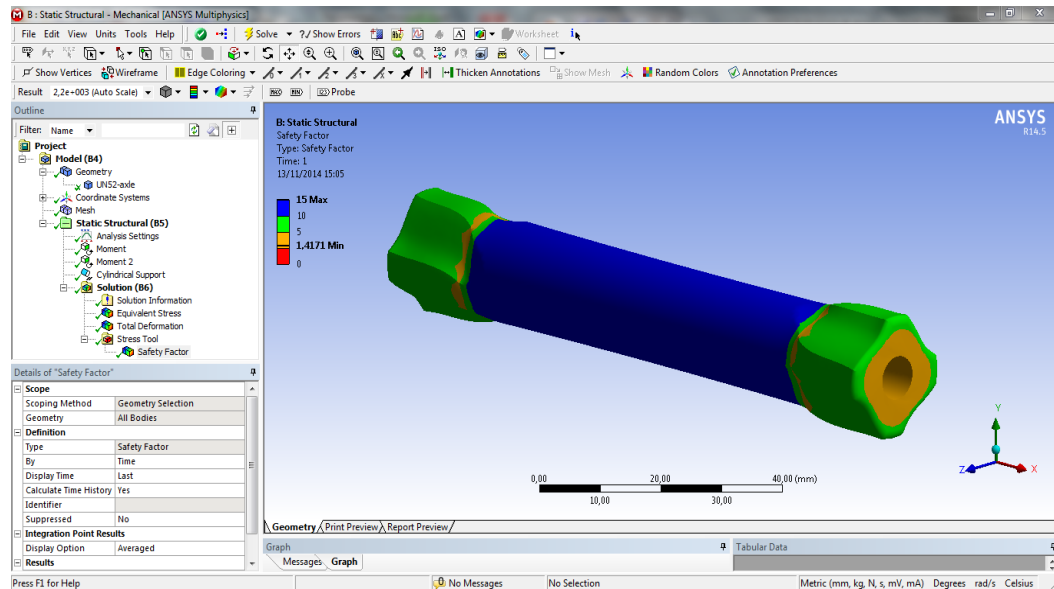 B : Static Structural - Mechanical [ANSYS Multiphysics]
File Edit View Units Tools Help Solve ?/ Show Errors A Worksheet
ISO
Show Vertices Wireframe Edge Coloring Thicken Annotations Show Mesh Random Colors Annotation Preferences
Result 2,2e+003 (Auto Scale) MAX MIN 123 Probe
Outline
Filter: Name
Project
Model (B4)
Geometry
UN52-axle
Coordinate Systems
Mesh
Static Structural (B5)
Analysis Settings
Moment
Moment 2
Cylindrical Support
Solution (B6)
Solution Information
Equivalent Stress
Total Deformation
Stress Tool
Safety Factor
Details of "Safety Factor"
Scope
Scoping Method Geometry Selection
Geometry All Bodies
Definition
Type Safety Factor
By Time
Display Time Last
Calculate Time History Yes
Identifier
Suppressed No
Integration Point Results
Display Option Averaged
Results
B: Static Structural
Safety Factor
Type: Safety Factor
Time: 1
13/11/2014 15:05
15 Max
10
5
1,4171 Min
0
ANSYS
R14.5
Y
Z X
0,00 20,00 40,00 (mm)
10,00 30,00
Geometry Print Preview Report Preview
Graph
Messages Graph
Tabular Data
Press F1 for Help No Messages No Selection Metric (mm, kg, N, s, mV, mA) Degrees rad/s Celsius